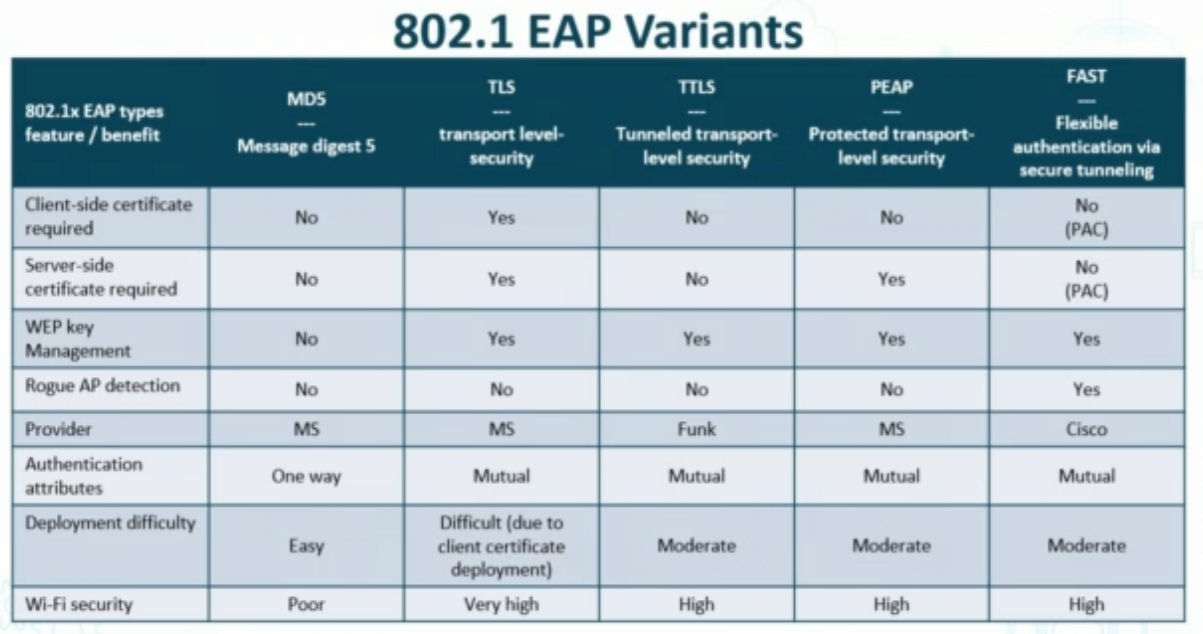 802.1 EAP Variants
802.1x EAP types
feature / benefit
MD5
---
Message digest 5
TLS
---
transport level-
security
TTLS
---
Tunneled transport-
level security
PEAP
---
Protected transport-
level security
FAST
---
Flexible
authentication via
secure tunneling
Client-side certificate
required
No
Yes
No
No
No
(PAC)
Server-side
certificate required
No
Yes
No
Yes
No
(PAC)
WEP key
Management
No
Yes
Yes
Yes
Yes
Rogue AP detection
No
No
No
No
Yes
Provider
MS
MS
Funk
MS
Cisco
Authentication
attributes
One way
Mutual
Mutual
Mutual
Mutual
Deployment difficulty
Easy
Difficult (due to
client certificate
deployment)
Moderate
Moderate
Moderate
Wi-Fi security
Poor
Very high
High
High
High